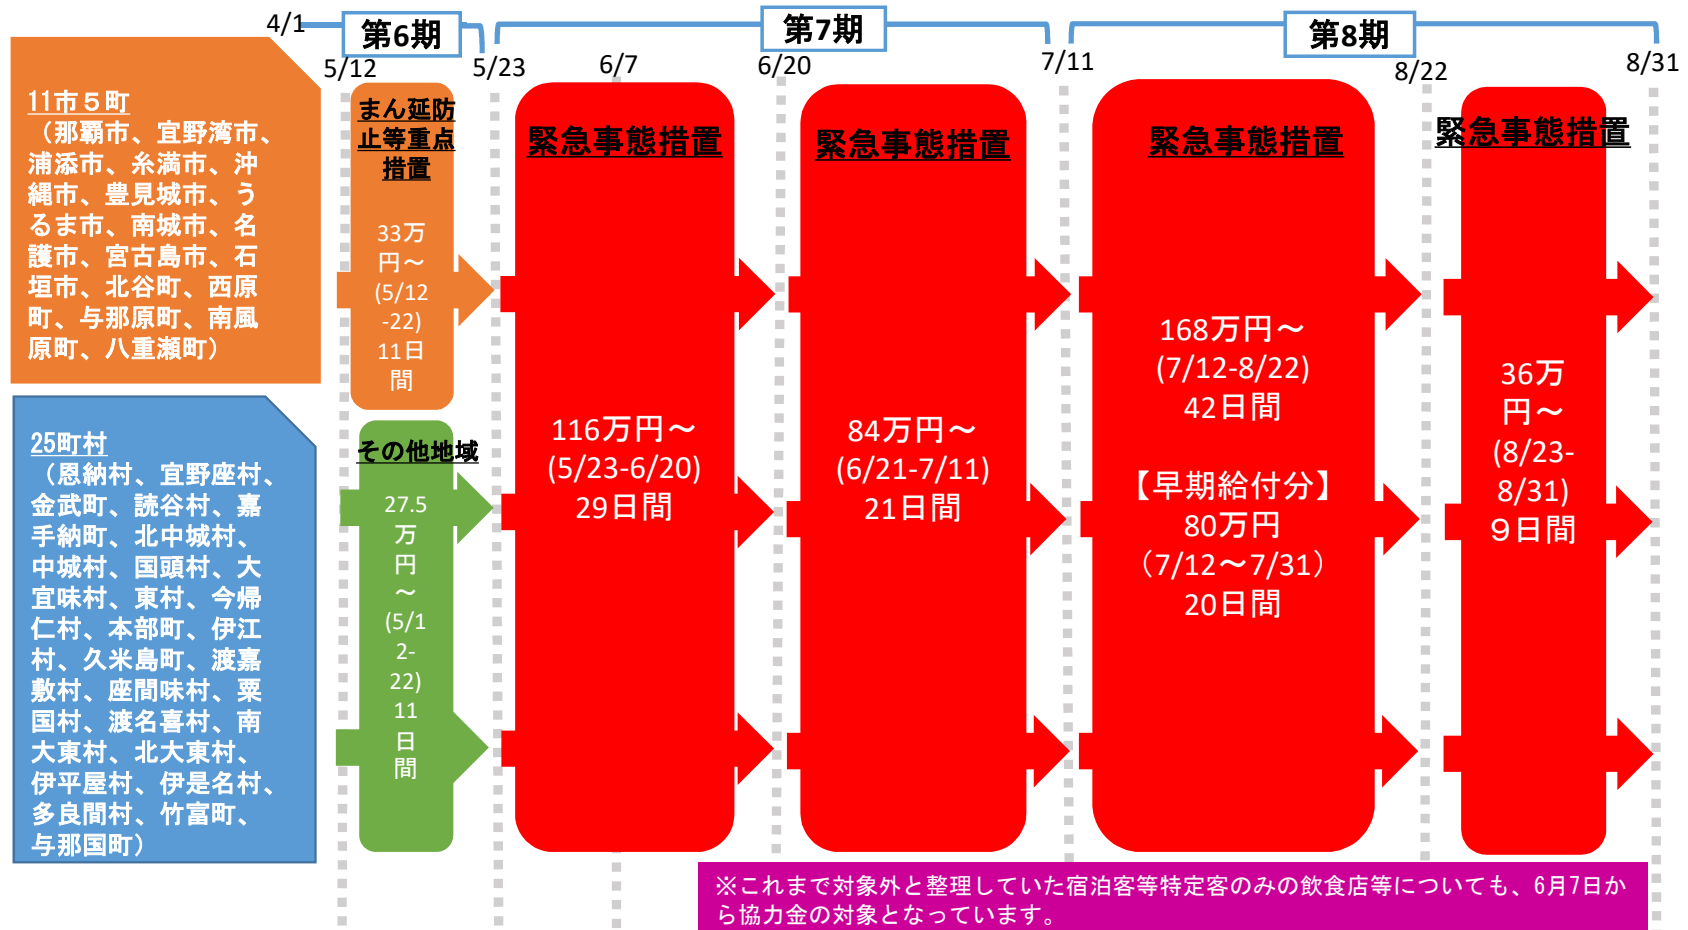 4/1
第6期
第7期
第8期
5/12
5/23
6/7
6/20
7/11
8/22
8/31
11市５町
（那覇市、宜野湾市、
浦添市、糸満市、沖
縄市、豊見城市、う
るま市、南城市、名
護市、宮古島市、石
垣市、北谷町、西原
町、与那原町、南風
原町、八重瀬町）
25町村
（恩納村、宜野座村、
金武町、読谷村、嘉
手納町、北中城村、
中城村、国頭村、大
宜味村、東村、今帰
仁村、本部町、伊江
村、久米島町、渡嘉
敷村、座間味村、粟
国村、渡名喜村、南
大東村、北大東村、
伊平屋村、伊是名村、
多良間村、竹富町、
与那国町）
まん延防
止等重点
措置
33万
円～
(5/12
-22)
11日
間
その他地域
27.5
万
円
～
(5/1
2-
22)
11
日
間
緊急事態措置
116万円～
(5/23-6/20)
29日間
緊急事態措置
84万円～
(6/21-7/11)
21日間
緊急事態措置
168万円～
(7/12-8/22)
42日間
【早期給付分】
80万円
（7/12～7/31）
20日間
緊急事態措置
36万
円～
(8/23-
8/31)
９日間
※これまで対象外と整理していた宿泊客等特定客のみの飲食店等についても、6月7日か
ら協力金の対象となっています。